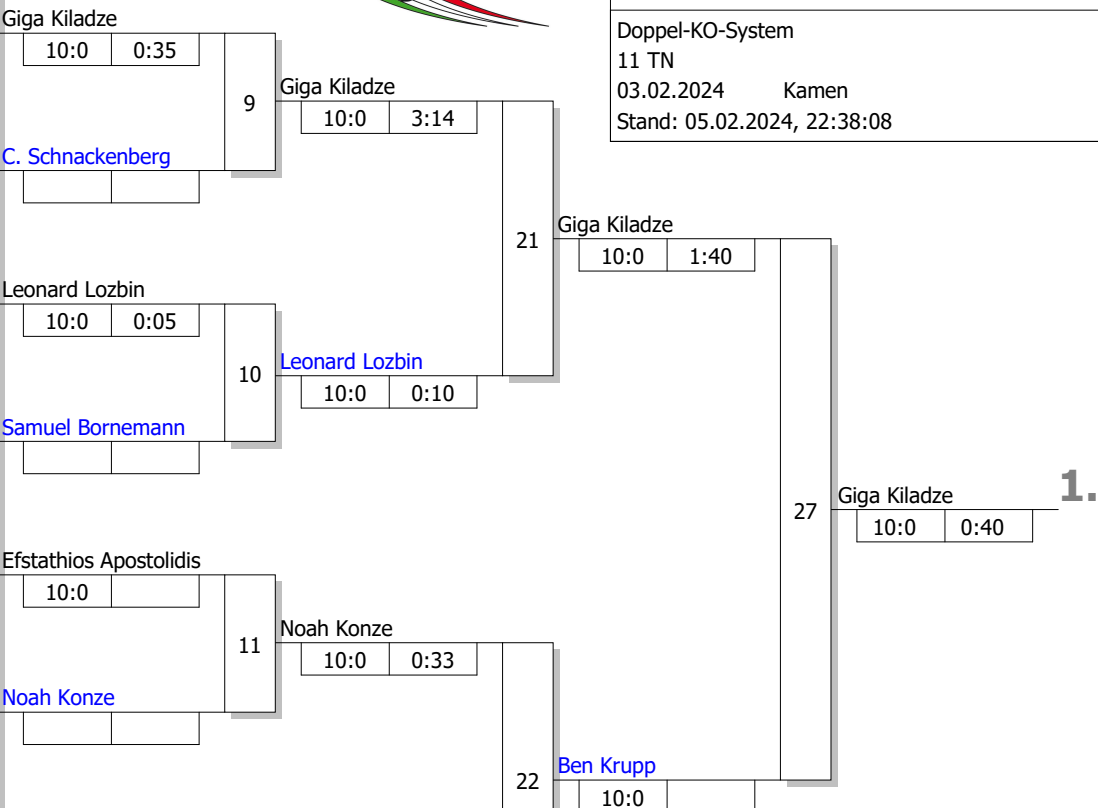 Doppel-KO-System
11 TN
03.02.2024 Kamen
Stand: 05.02.2024, 22:38:08
Giga Kiladze
10:0 0:35
9
Giga Kiladze
10:0 3:14
C. Schnackenberg
21
Giga Kiladze
10:0 1:40
Leonard Lozbin
10:0 0:05
10
Leonard Lozbin
10:0 0:10
Samuel Bornemann
27
Giga Kiladze
10:0 0:40
1.
Efstathios Apostolidis
10:0
11
Noah Konze
10:0 0:33
Noah Konze
22
Ben Krupp
10:0